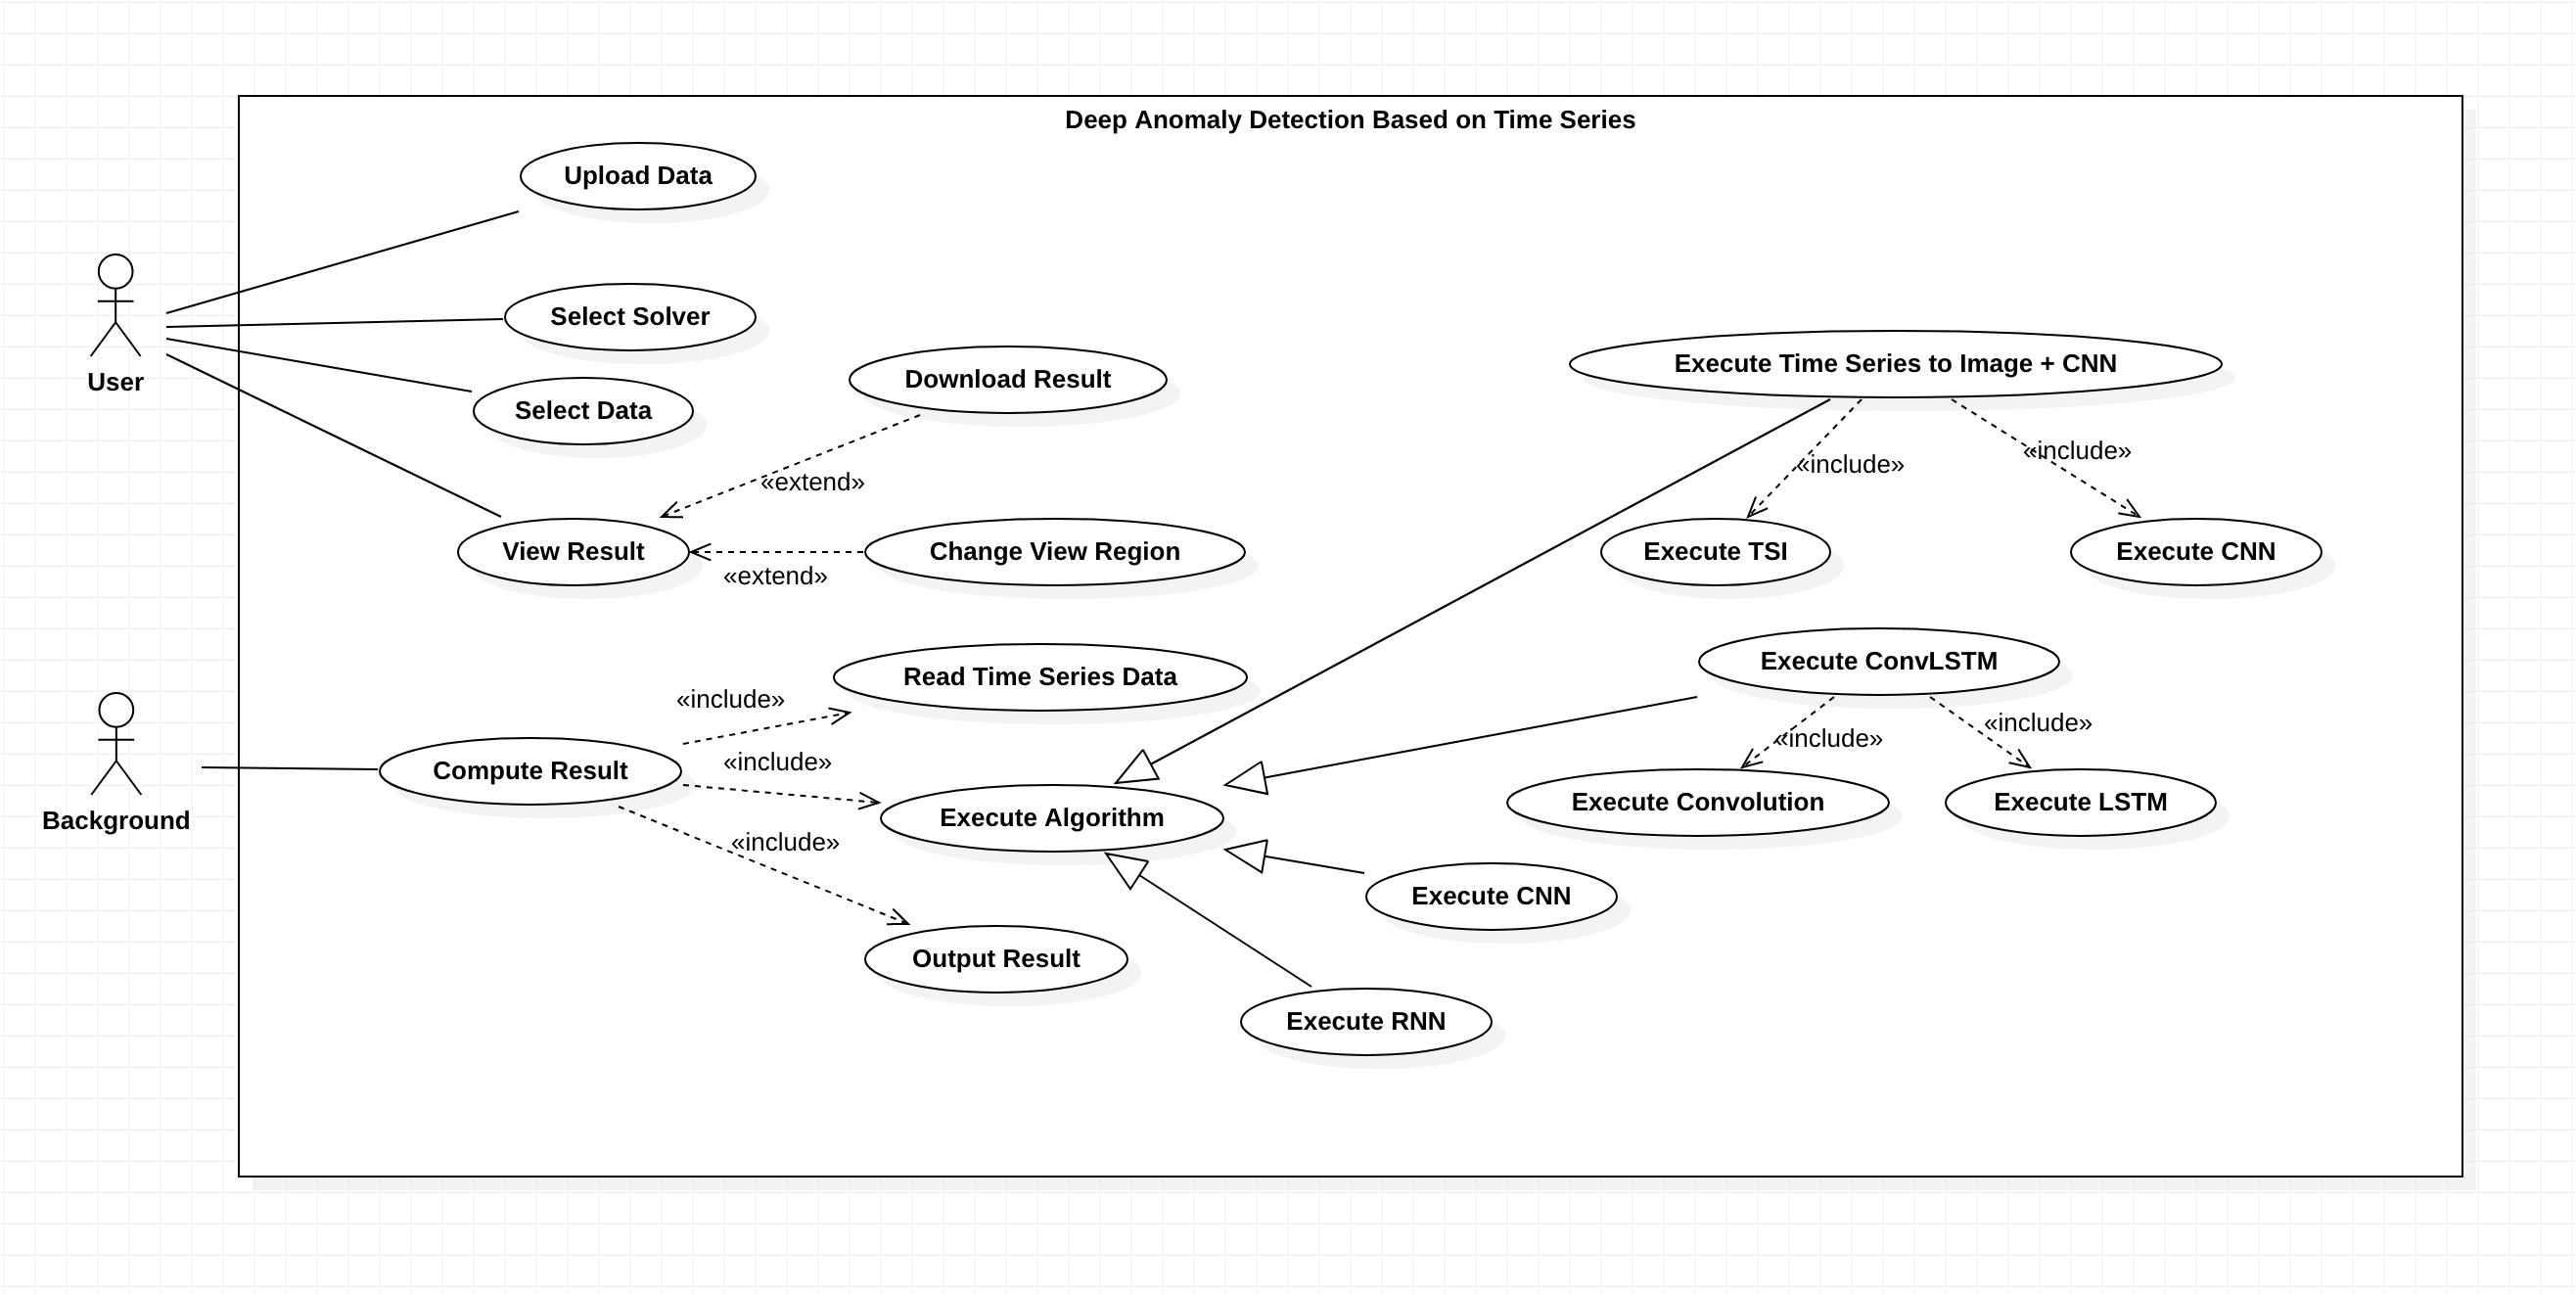 Deep Anomaly Detection Based on Time Series
Upload Data
Select Solver
User
Select Data
Download Result
«extend»
View Result
Change View Region
«extend»
Execute Time Series to Image + CNN
«include»
«include»
Execute TSI
Execute CNN
Background
Compute Result
«include»
Read Time Series Data
«include»
Execute Algorithm
«include»
Output Result
Execute ConvLSTM
«include»
«include»
Execute Convolution
Execute LSTM
Execute CNN
Execute RNN